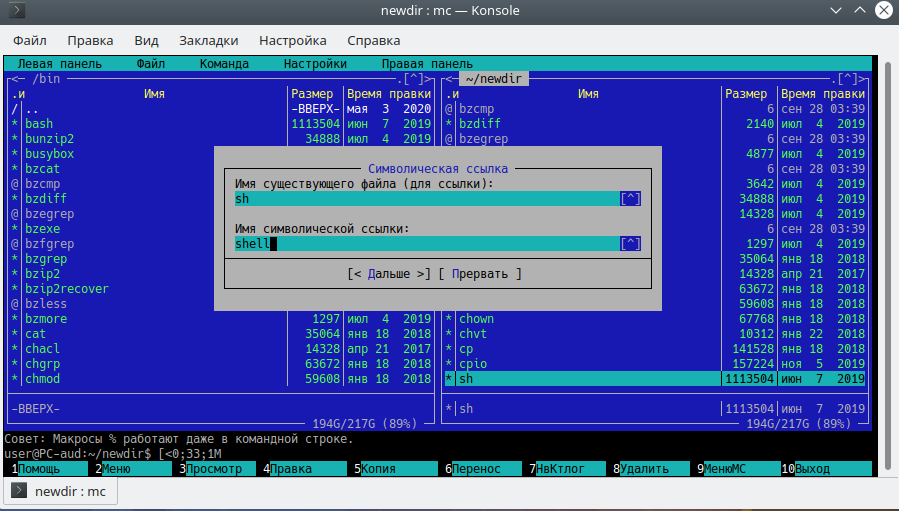 newdir : mc — Konsole
Файл Правка Вид Закладки Настройка Справка
Левая панель Файл Команда Настройки Правая панель
<— /bin .[^]> <— ~/newdir .[^]>
.и Имя Размер Время правки .и Имя Размер Время правки
/ .. –ВВЕРХ– мая 3 2020 @ bzcmp 6 сен 28 03:39
* bash 1113504 июн 7 2019 * bzdiff 2140 июл 4 2019
* bunzip2 34888 июл 4 2019 @ bzegrep 6 сен 28 03:39
* busybox 4877 июл 4 2019
* bzcat 6 сен 28 03:39
@ bzcmp Символическая ссылка 3642 июл 4 2019
* bzdiff Имя существующего файла (для ссылки): 34888 июл 4 2019
@ bzegrep sh [^] 14328 июл 4 2019
* bzexe 6 сен 28 03:39
@ bzfgrep Имя символической ссылки: 1297 июл 4 2019
* bzgrep shell [^] 35064 янв 18 2018
* bzip2 14328 апр 21 2017
* bzip2recover [< Дальше >] [ Прервать ] 63672 янв 18 2018
@ bzless 59608 янв 18 2018
* bzmore 1297 июл 4 2019 * chown 67768 янв 18 2018
* cat 35064 янв 18 2018 * chvt 10312 янв 22 2018
* chacl 14328 апр 21 2017 * cp 141528 янв 18 2018
* chgrp 63672 янв 18 2018 * cpio 157224 ноя 5 2019
* chmod 59608 янв 18 2018 * sh 1113504 июн 7 2019
–ВВЕРХ– * sh 1113504 июн 7 2019
194G/217G (89%) 194G/217G (89%)
Совет: Макросы % работают даже в командной строке.
user@PC-aud:~/newdir$ [<0;33;1M
1Помощь 2Меню 3Просмотр 4Правка 5Копия 6Перенос 7НвКтлог 8Удалить 9МенюМС 10Выход
newdir : mc